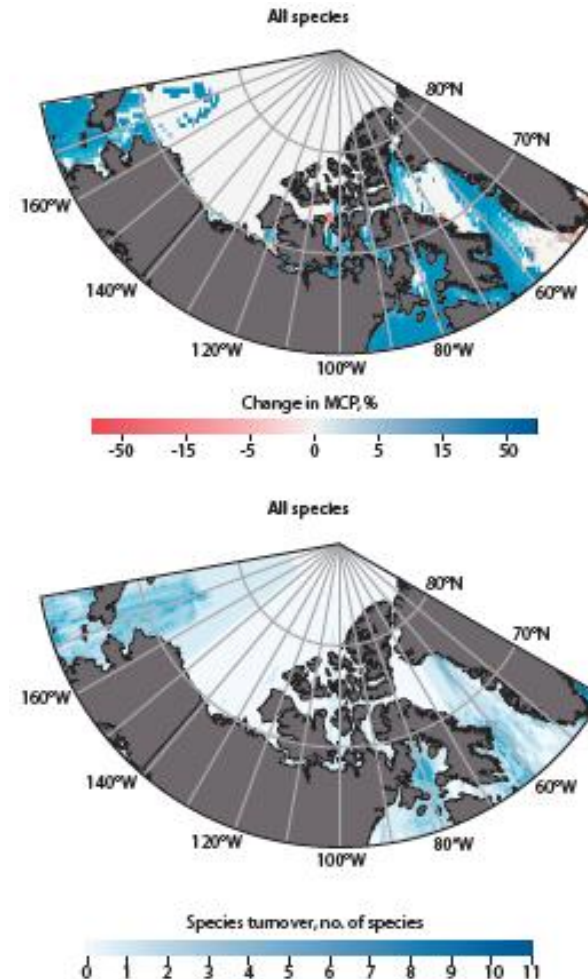 All species
80°N
70°N
160°W
140°W
120°W
100°W
80°W
60°W
Change in MCP, %
-50 -15 -5 0 5 15 50
All species
80°N
70°N
160°W
140°W
120°W
100°W
80°W
60°W
Species turnover, no. of species
0 1 2 3 4 5 6 7 8 9 10 11